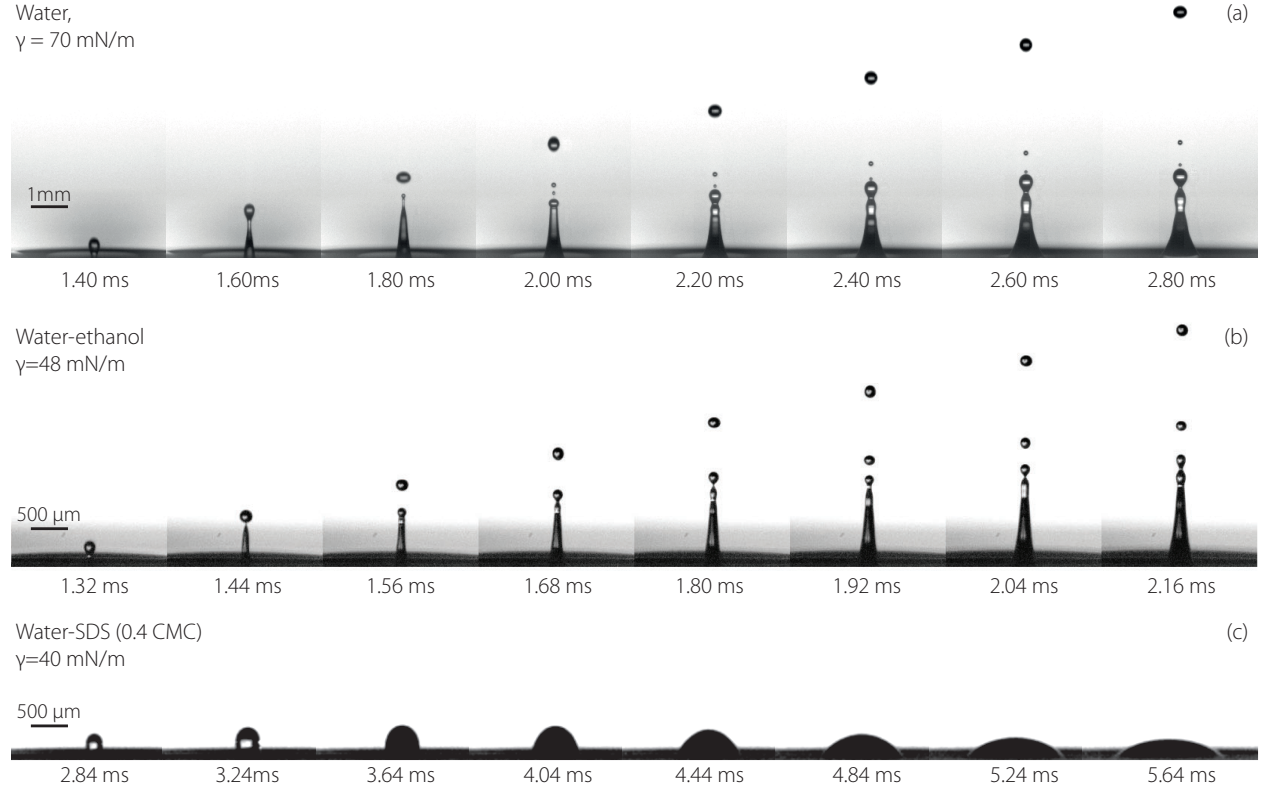 Water,
γ = 70 mN/m
(a)
1mm
1.40 ms 1.60ms 1.80 ms 2.00 ms 2.20 ms 2.40 ms 2.60 ms 2.80 ms
Water-ethanol
γ=48 mN/m
(b)
500 µm
1.32 ms 1.44 ms 1.56 ms 1.68 ms 1.80 ms 1.92 ms 2.04 ms 2.16 ms
Water-SDS (0.4 CMC)
γ=40 mN/m
(c)
500 µm
2.84 ms 3.24ms 3.64 ms 4.04 ms 4.44 ms 4.84 ms 5.24 ms 5.64 ms